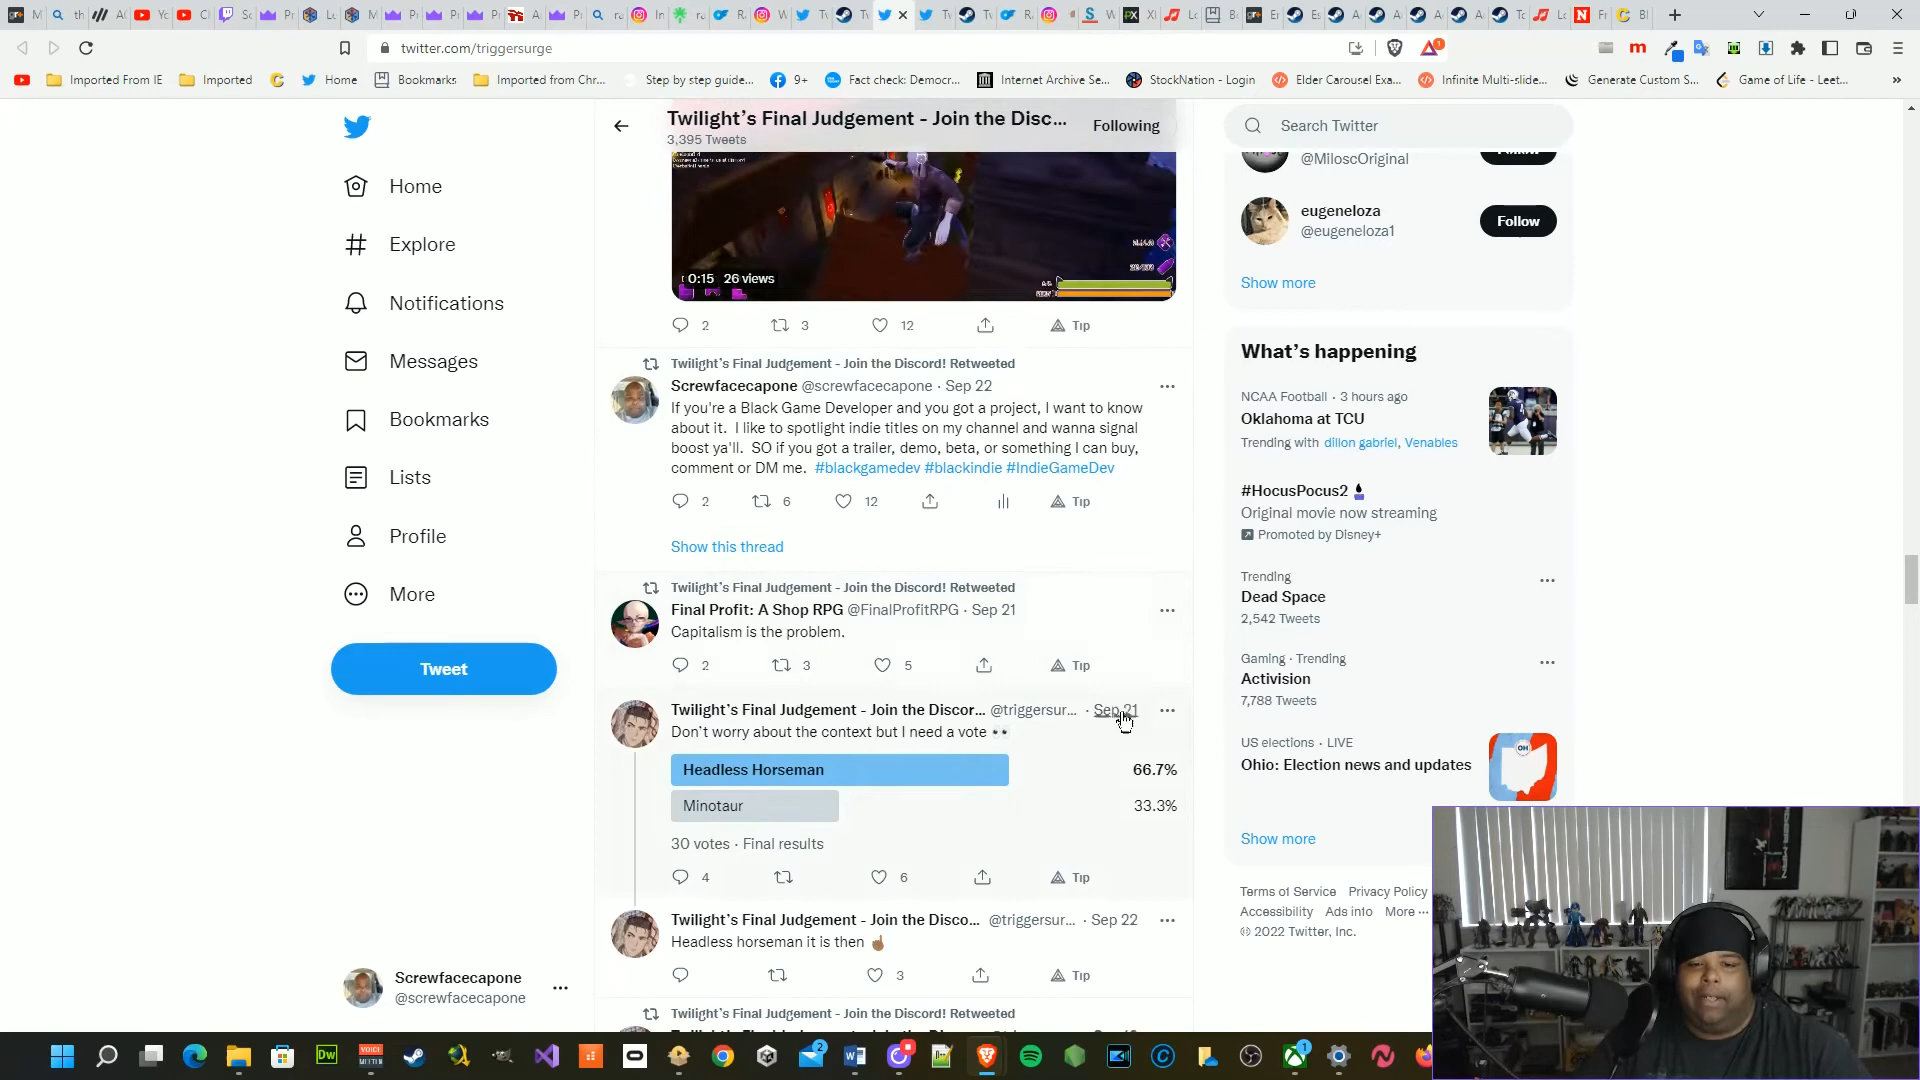 twitter.com/triggersurge
Imported From IE
Imported
Home
Bookmarks
Imported from Chr...
Step by step guide...
9+
Fact check: Democr...
Internet Archive Se...
StockNation - Login
Elder Carousel Exa...
Infinite Multi-slide...
Generate Custom S...
Game of Life - Leet...
Home
Explore
Notifications
Messages
Bookmarks
Lists
Profile
More
Tweet
Screwfacecapone
@screwfacecapone
Twilight's Final Judgement - Join the Disc...
3,395 Tweets
Following
0:15 26 views
2 3 12 Tip
Twilight's Final Judgement - Join the Discord! Retweeted
Screwfacecapone @screwfacecapone · Sep 22
If you're a Black Game Developer and you got a project, I want to know
about it. I like to spotlight indie titles on my channel and wanna signal
boost ya'll. SO if you got a trailer, demo, beta, or something I can buy,
comment or DM me. #blackgamedev #blackindie #IndieGameDev
2 6 12 Tip
Show this thread
Twilight's Final Judgement - Join the Discord! Retweeted
Final Profit: A Shop RPG @FinalProfitRPG · Sep 21
Capitalism is the problem.
2 3 5 Tip
Twilight's Final Judgement - Join the Discor... @triggersur... · Sep 21
Don't worry about the context but I need a vote 👀
Headless Horseman 66.7%
Minotaur 33.3%
30 votes · Final results
4 6 Tip
Twilight's Final Judgement - Join the Disco... @triggersur... · Sep 22
Headless horseman it is then ☝🏾
3 Tip
Twilight's Final Judgement - Join the Discord! Retweeted
Search Twitter
@MiloscOriginal
eugeneloza
@eugeneloza1
Follow
Show more
What's happening
NCAA Football · 3 hours ago
Oklahoma at TCU
Trending with dillon gabriel, Venables
#HocusPocus2
Original movie now streaming
Promoted by Disney+
Trending
Dead Space
2,542 Tweets
Gaming · Trending
Activision
7,788 Tweets
US elections · LIVE
Ohio: Election news and updates
OH
Show more
Terms of Service Privacy Policy
Accessibility Ads info More ···
© 2022 Twitter, Inc.